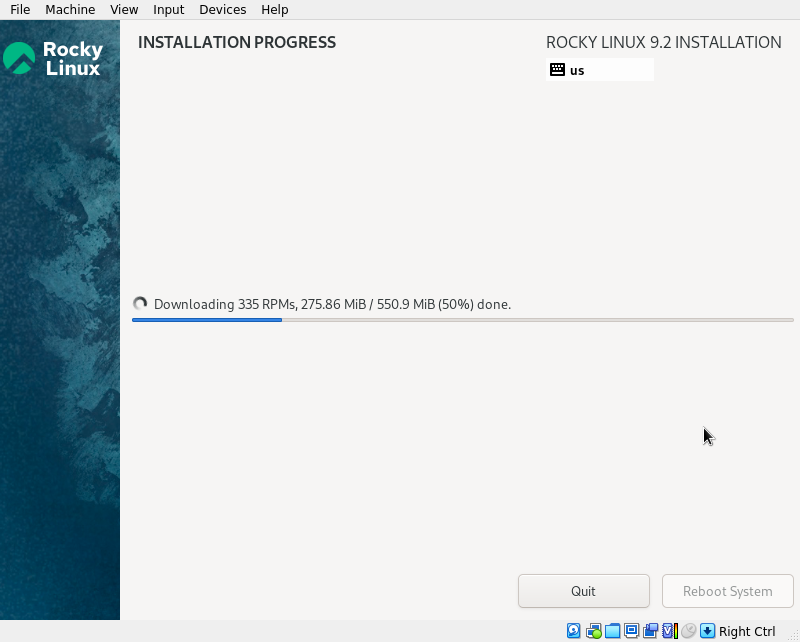 File Machine View Input Devices Help
Rocky
Linux
INSTALLATION PROGRESS
ROCKY LINUX 9.2 INSTALLATION
us
Downloading 335 RPMs, 275.86 MiB / 550.9 MiB (50%) done.
Quit
Reboot System
Right Ctrl